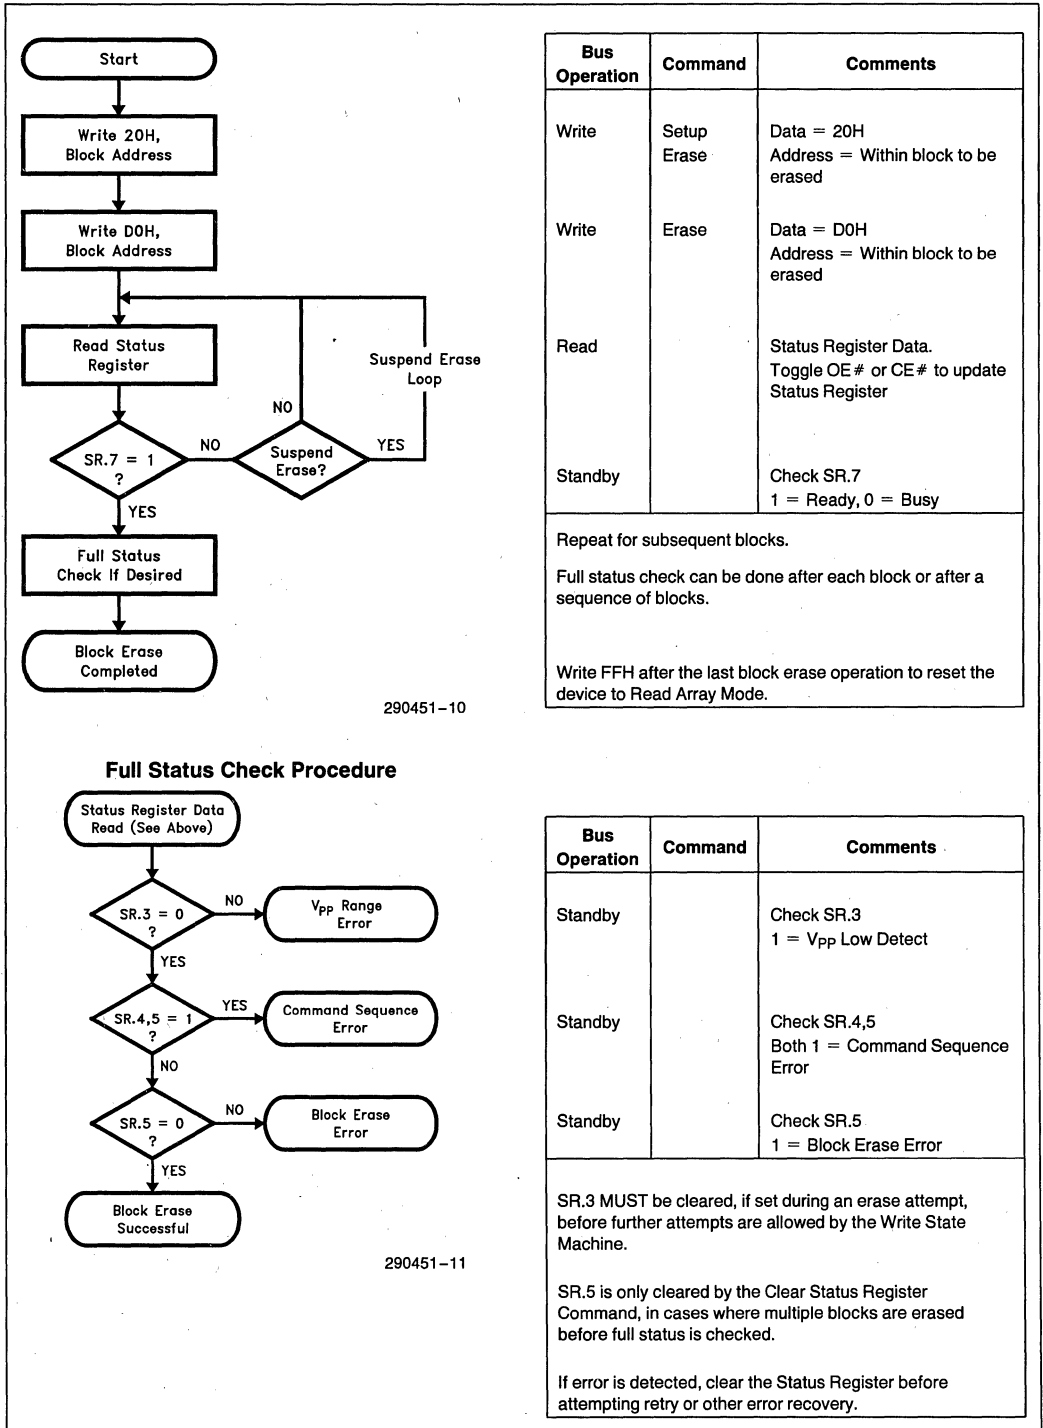 Start
Write 20H,
Block Address
Write D0H,
Block Address
Read Status
Register
Suspend Erase
Loop
NO
SR.7 = 1
?
NO
Suspend
Erase?
YES
YES
Full Status
Check If Desired
Block Erase
Completed
290451–10
Bus
Operation
Command
Comments
Write
Setup
Erase
Data = 20H
Address = Within block to be
erased
Write
Erase
Data = D0H
Address = Within block to be
erased
Read
Status Register Data.
Toggle OE# or CE# to update
Status Register
Standby
Check SR.7
1 = Ready, 0 = Busy
Repeat for subsequent blocks.
Full status check can be done after each block or after a
sequence of blocks.
Write FFH after the last block erase operation to reset the
device to Read Array Mode.
Full Status Check Procedure
Status Register Data
Read (See Above)
SR.3 = 0
?
NO
VPP Range
Error
YES
SR.4,5 = 1
?
YES
Command Sequence
Error
NO
SR.5 = 0
?
NO
Block Erase
Error
YES
Block Erase
Successful
290451–11
Bus
Operation
Command
Comments
Standby
Check SR.3
1 = VPP Low Detect
Standby
Check SR.4,5
Both 1 = Command Sequence
Error
Standby
Check SR.5
1 = Block Erase Error
SR.3 MUST be cleared, if set during an erase attempt,
before further attempts are allowed by the Write State
Machine.
SR.5 is only cleared by the Clear Status Register
Command, in cases where multiple blocks are erased
before full status is checked.
If error is detected, clear the Status Register before
attempting retry or other error recovery.